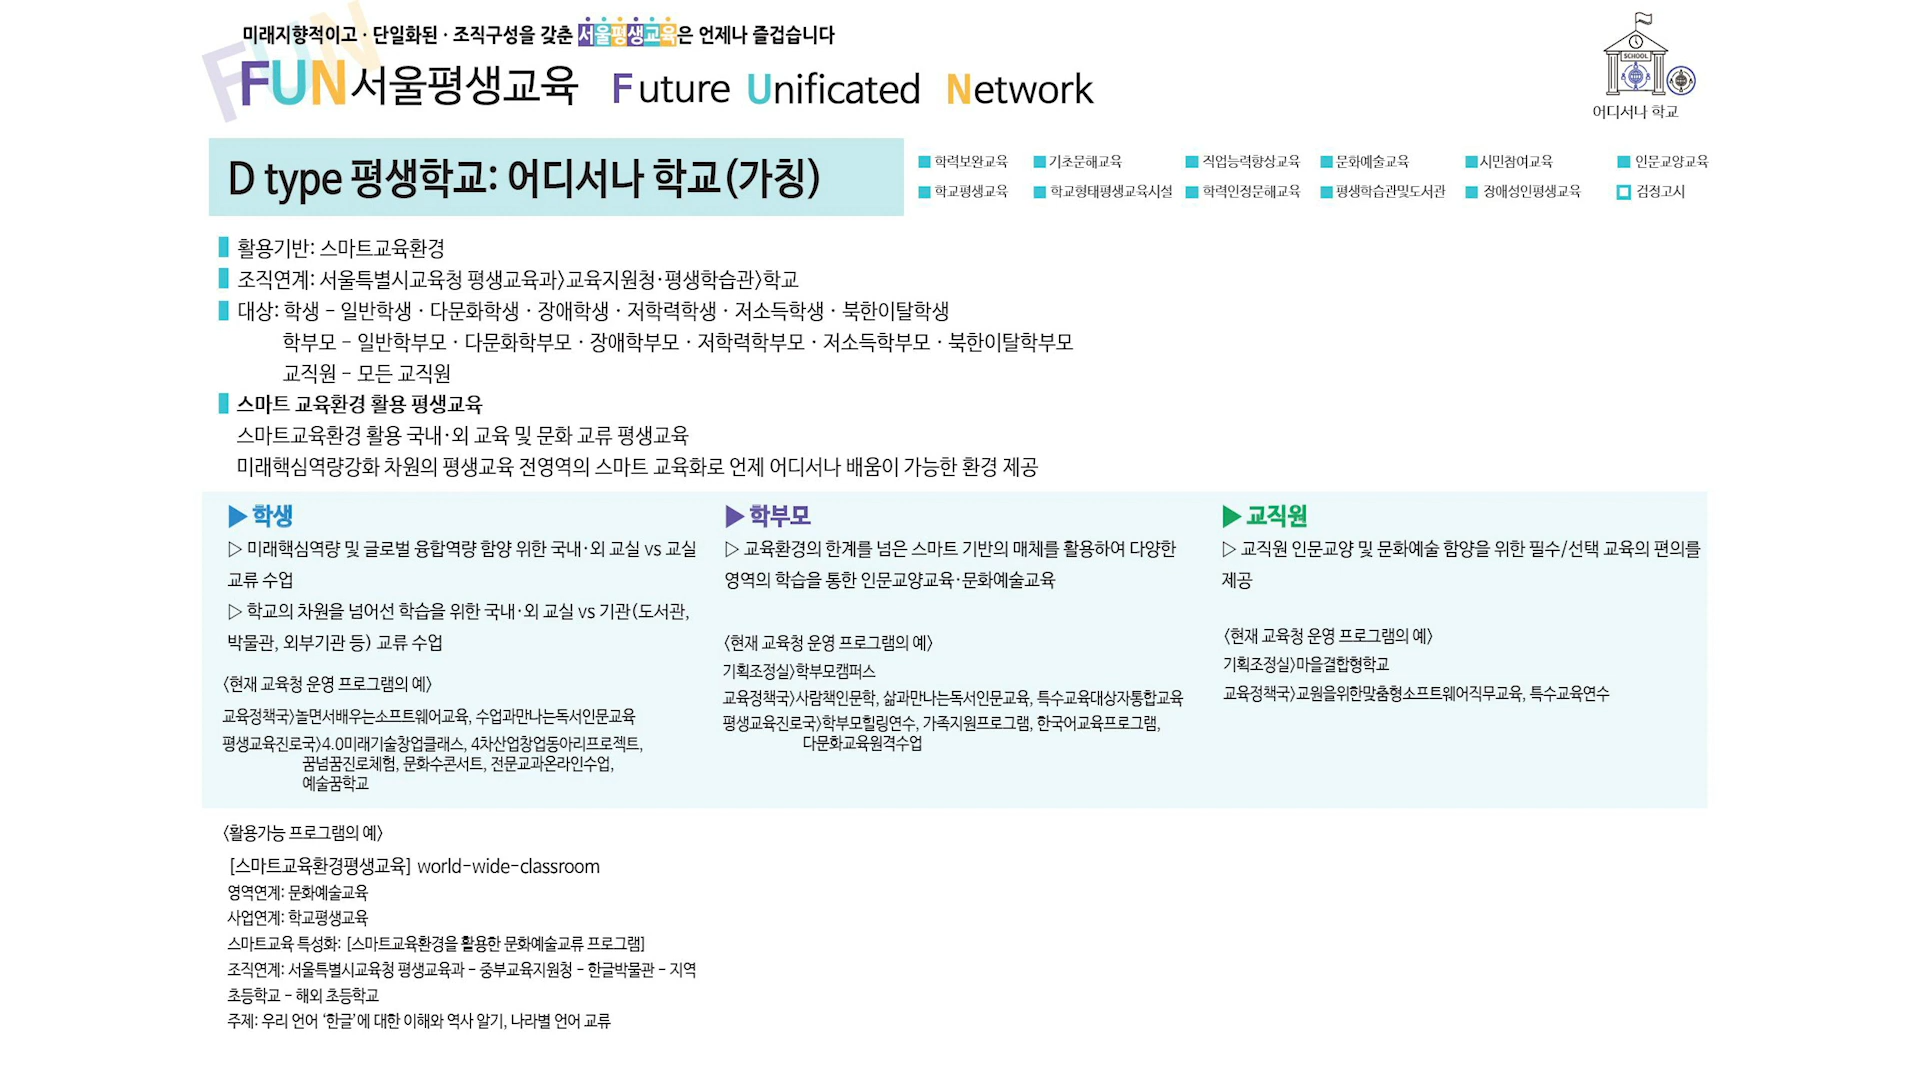 미래지향적이고 · 단일화된 · 조직구성을 갖춘 서울평생교육은 언제나 즐겁습니다
FUN
FUN서울평생교육 Future Unificated Network
SCHOOL
어디서나 학교
D type 평생학교: 어디서나 학교(가칭)
학력보완교육 기초문해교육 직업능력향상교육 문화예술교육 시민참여교육 인문교양교육
학교평생교육 학교형태평생교육시설 학력인정문해교육 평생학습관및도서관 장애성인평생교육 검정고시
활용기반: 스마트교육환경
조직연계: 서울특별시교육청 평생교육과〉교육지원청·평생학습관〉학교
대상: 학생 - 일반학생 · 다문화학생 · 장애학생 · 저학력학생 · 저소득학생 · 북한이탈학생
학부모 - 일반학부모 · 다문화학부모 · 장애학부모 · 저학력학부모 · 저소득학부모 · 북한이탈학부모
교직원 - 모든 교직원
스마트 교육환경 활용 평생교육
스마트교육환경 활용 국내·외 교육 및 문화 교류 평생교육
미래핵심역량강화 차원의 평생교육 전영역의 스마트 교육화로 언제 어디서나 배움이 가능한 환경 제공
▶학생
▷ 미래핵심역량 및 글로벌 융합역량 함양 위한 국내·외 교실 vs 교실
교류 수업
▷ 학교의 차원을 넘어선 학습을 위한 국내·외 교실 vs 기관(도서관,
박물관, 외부기관 등) 교류 수업
〈현재 교육청 운영 프로그램의 예〉
교육정책국〉놀면서배우는소프트웨어교육, 수업과만나는독서인문교육
평생교육진로국〉4.0미래기술창업클래스, 4차산업창업동아리프로젝트,
꿈넘꿈진로체험, 문화수콘서트, 전문교과온라인수업,
예술꿈학교
▶학부모
▷ 교육환경의 한계를 넘은 스마트 기반의 매체를 활용하여 다양한
영역의 학습을 통한 인문교양교육·문화예술교육
〈현재 교육청 운영 프로그램의 예〉
기획조정실〉학부모캠퍼스
교육정책국〉사람책인문학, 삶과만나는독서인문교육, 특수교육대상자통합교육
평생교육진로국〉학부모힐링연수, 가족지원프로그램, 한국어교육프로그램,
다문화교육원격수업
▶교직원
▷ 교직원 인문교양 및 문화예술 함양을 위한 필수/선택 교육의 편의를
제공
〈현재 교육청 운영 프로그램의 예〉
기획조정실〉마을결합형학교
교육정책국〉교원을위한맞춤형소프트웨어직무교육, 특수교육연수
〈활용가능 프로그램의 예〉
[스마트교육환경평생교육] world-wide-classroom
영역연계: 문화예술교육
사업연계: 학교평생교육
스마트교육 특성화: [스마트교육환경을 활용한 문화예술교류 프로그램]
조직연계: 서울특별시교육청 평생교육과 - 중부교육지원청 - 한글박물관 - 지역
초등학교 - 해외 초등학교
주제: 우리 언어 ‘한글’에 대한 이해와 역사 알기, 나라별 언어 교류